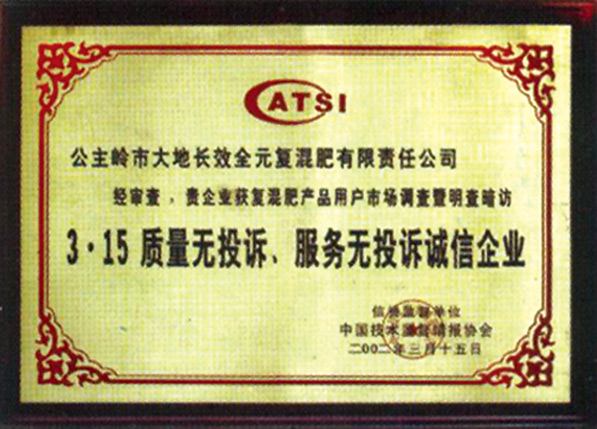 CATSI
公主岭市大地长效全元复混肥有限责任公司
经审查，贵企业获复混肥产品用户市场调查暨明查暗访
3·15 质量无投诉、服务无投诉诚信企业
信誉监督单位
中国技术监督情报协会
二00二年三月十五日